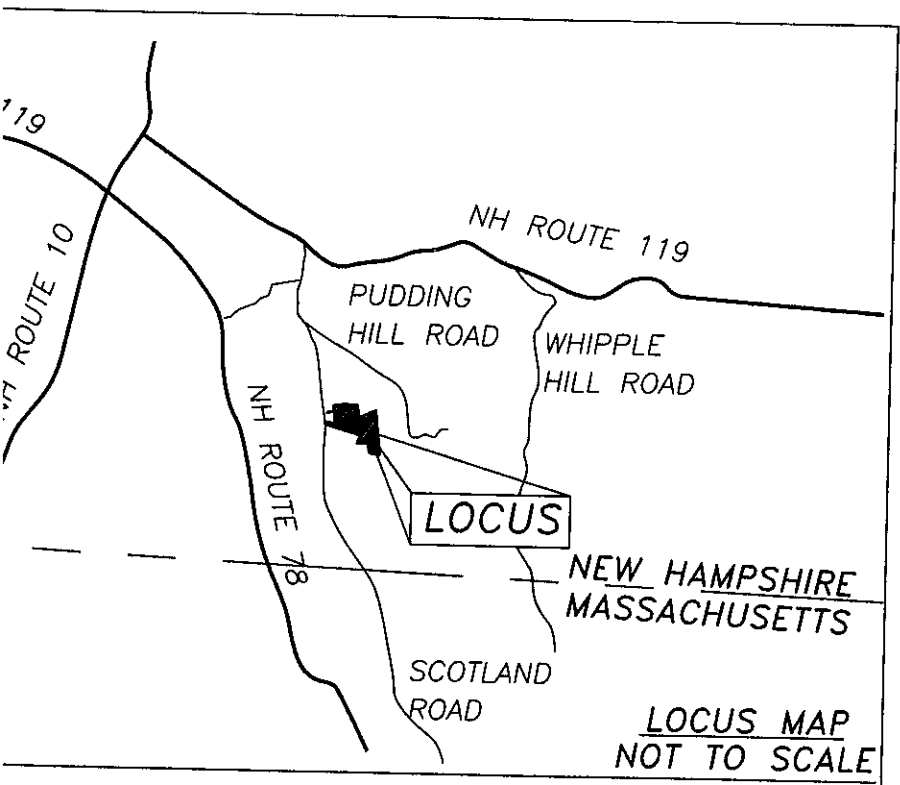 119
NH ROUTE 119
ROUTE 10
PUDDING
HILL ROAD
WHIPPLE
HILL ROAD
NH ROUTE 78
LOCUS
NEW HAMPSHIRE
MASSACHUSETTS
SCOTLAND
ROAD
LOCUS MAP
NOT TO SCALE